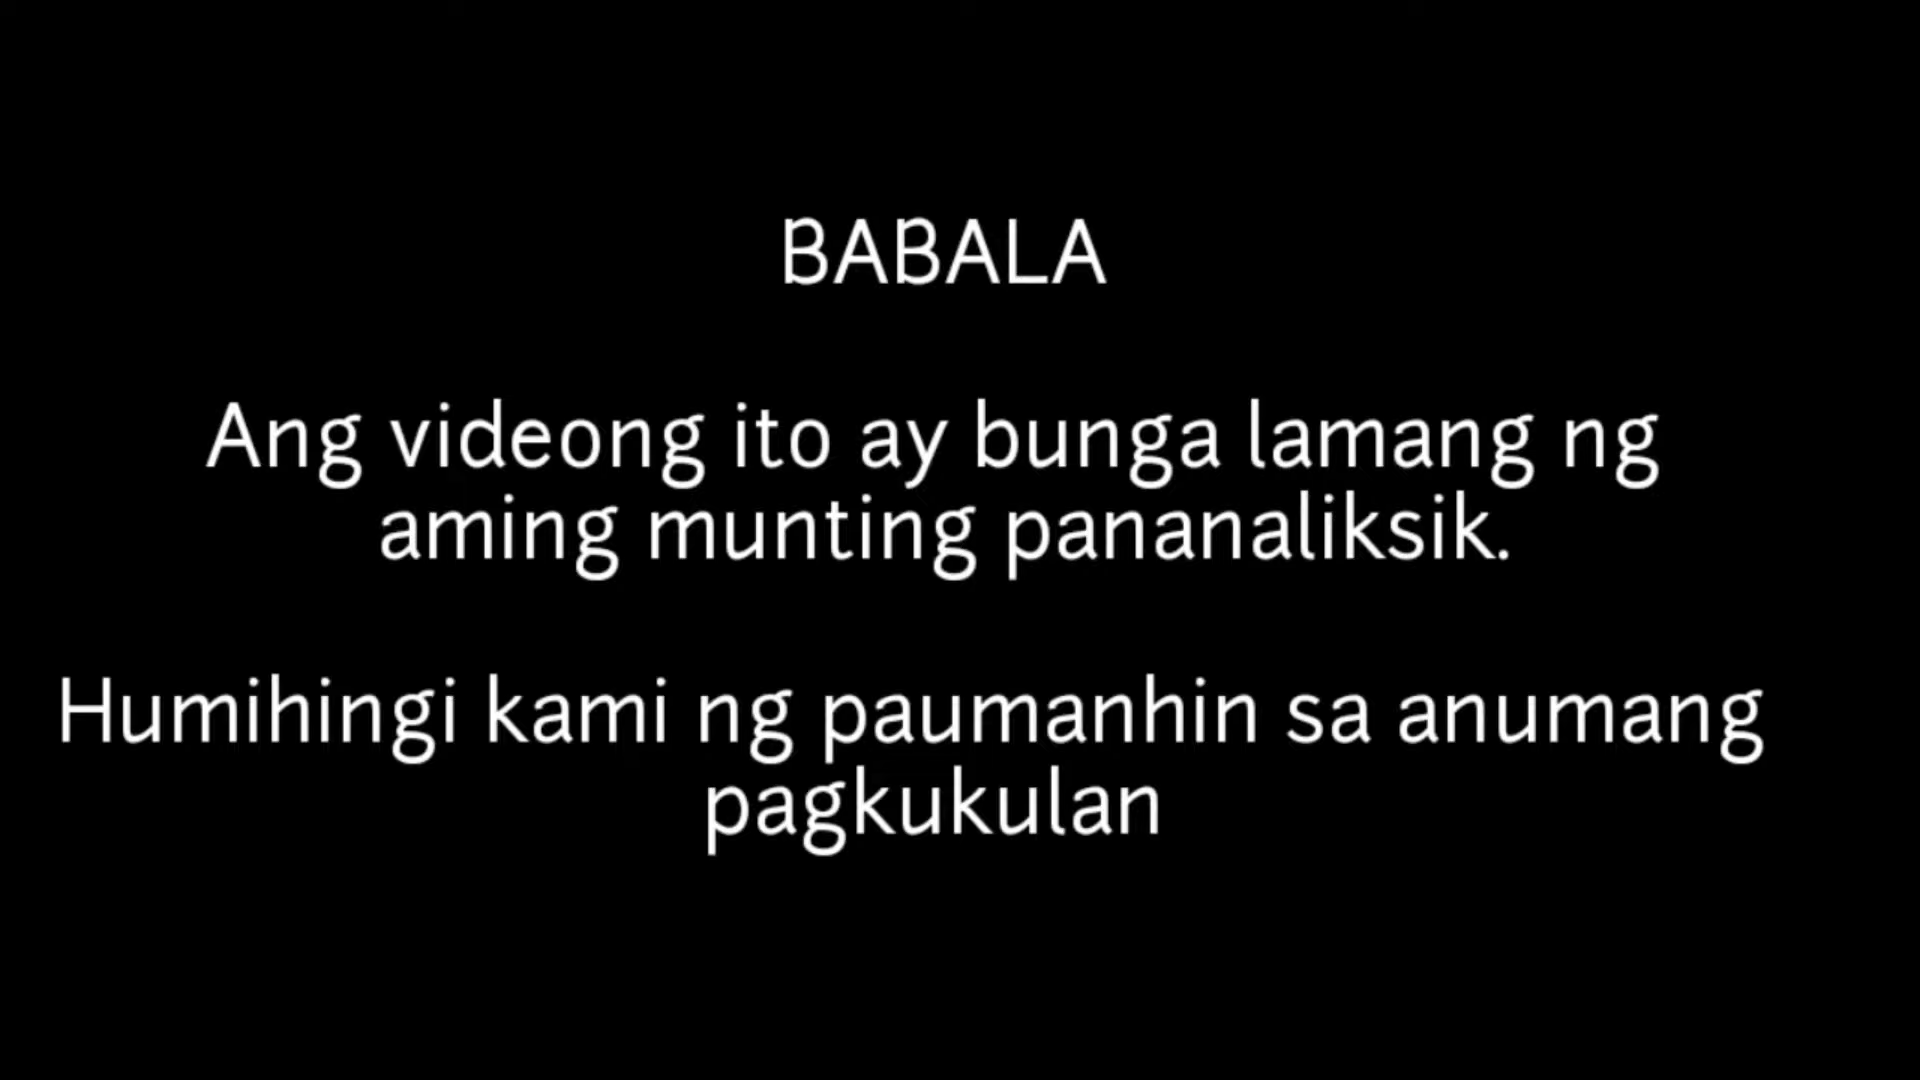 BABALA
Ang videong ito ay bunga lamang ng
aming munting pananaliksik.
Humihingi kami ng paumanhin sa anumang
pagkukulan